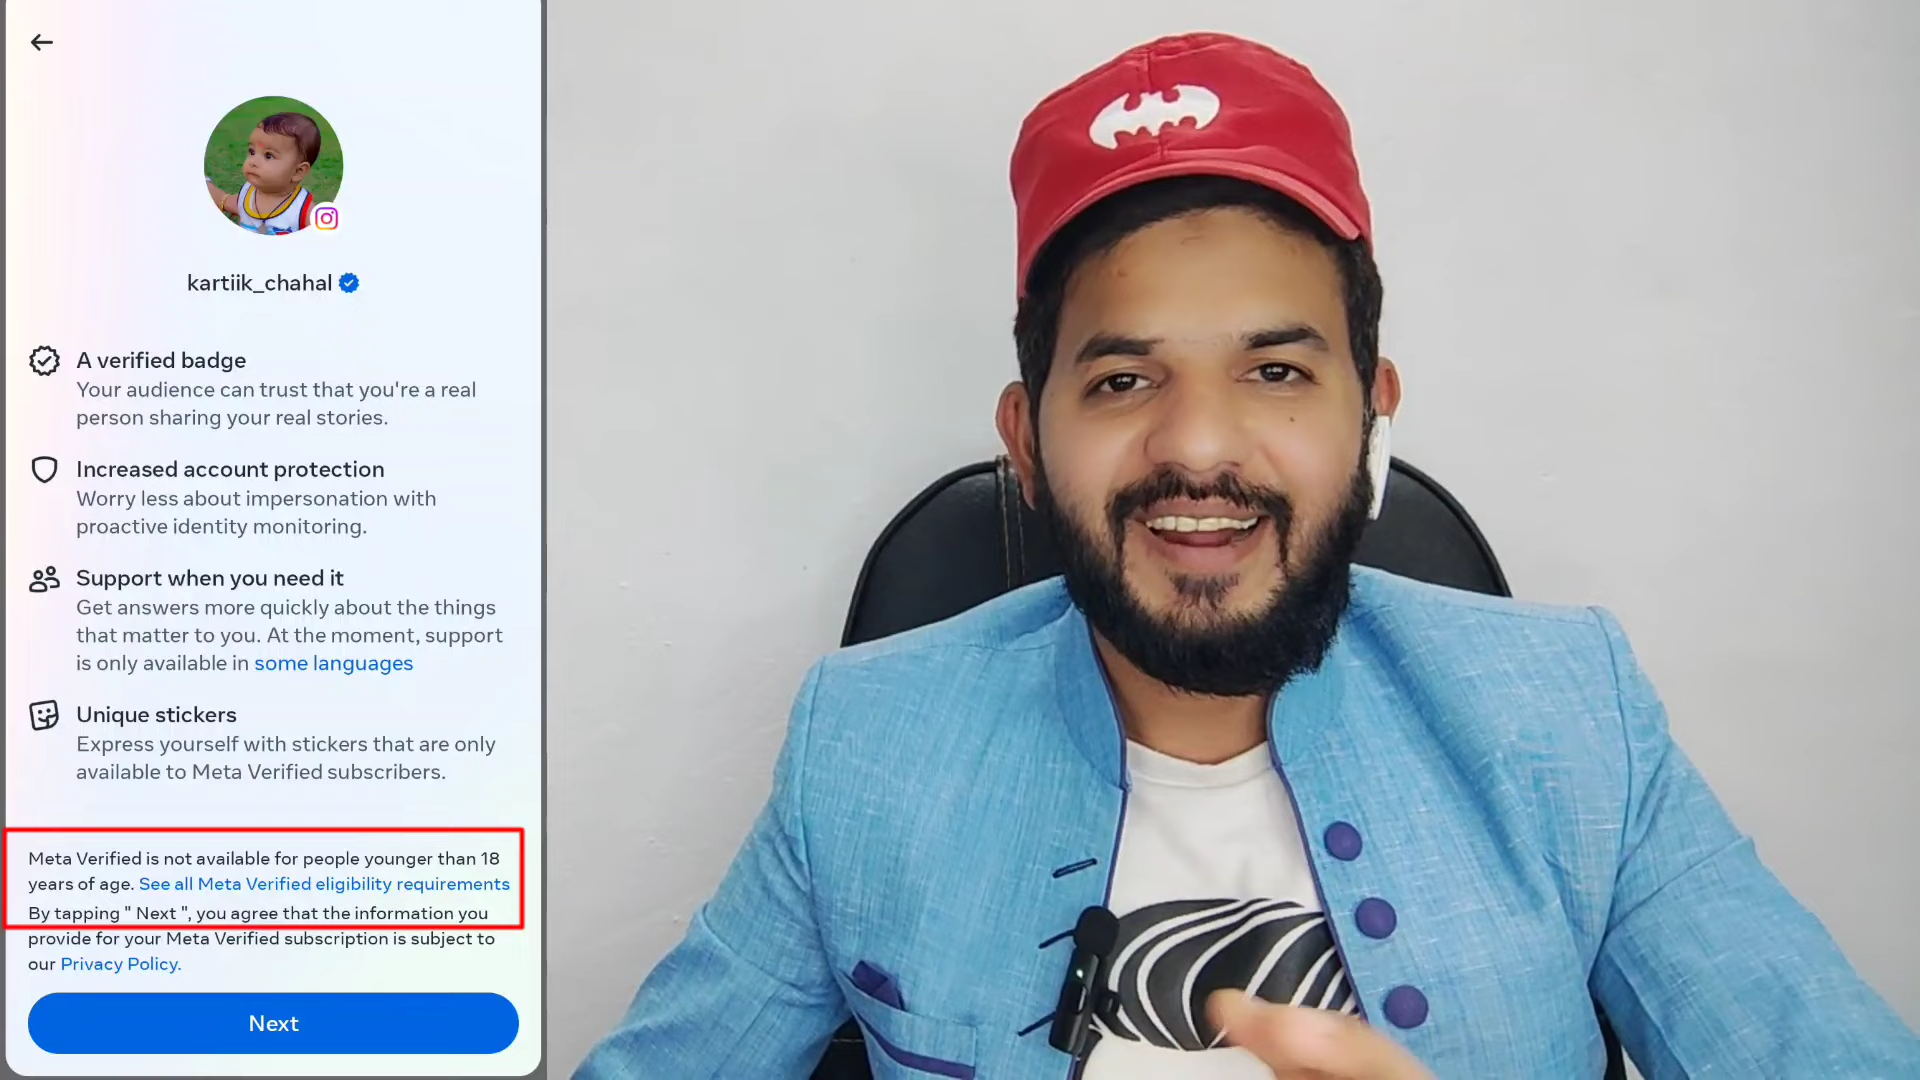 kartiik_chahal
A verified badge
Your audience can trust that you're a real
person sharing your real stories.
Increased account protection
Worry less about impersonation with
proactive identity monitoring.
Support when you need it
Get answers more quickly about the things
that matter to you. At the moment, support
is only available in some languages
Unique stickers
Express yourself with stickers that are only
available to Meta Verified subscribers.
Meta Verified is not available for people younger than 18
years of age. See all Meta Verified eligibility requirements
By tapping " Next ", you agree that the information you
provide for your Meta Verified subscription is subject to
our Privacy Policy.
Next